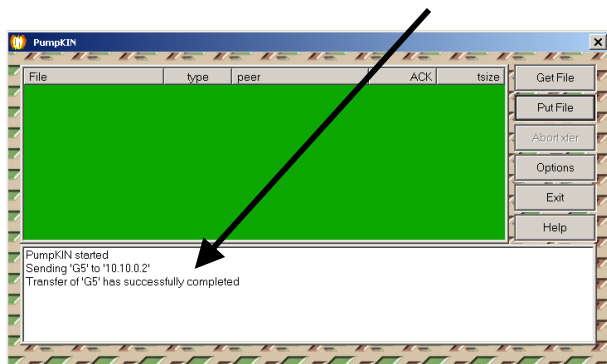 PumpKIN
File type peer ACK tsize
Get File
Put File
Abort xfer
Options
Exit
Help
PumpKIN started
Sending 'G5' to '10.10.0.2'
Transfer of 'G5' has successfully completed